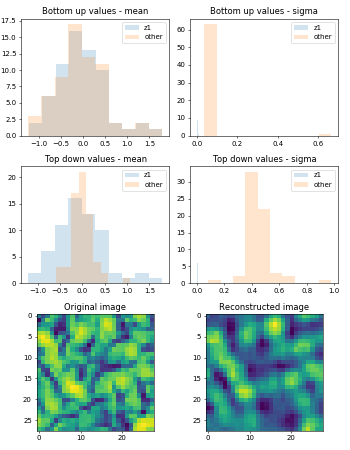 Bottom up values - mean
Bottom up values - sigma
17.5
15.0
12.5
10.0
7.5
5.0
2.5
0.0
−1.0 −0.5 0.0 0.5 1.0 1.5
z1
other
60
50
40
30
20
10
0
0.0 0.2 0.4 0.6
z1
other
Top down values - mean
Top down values - sigma
20
15
10
5
0
−1.0 −0.5 0.0 0.5 1.0 1.5
z1
other
30
25
20
15
10
5
0
0.0 0.2 0.4 0.6 0.8 1.0
z1
other
Original image
Reconstructed image
0
5
10
15
20
25
0 20
0
5
10
15
20
25
0 20